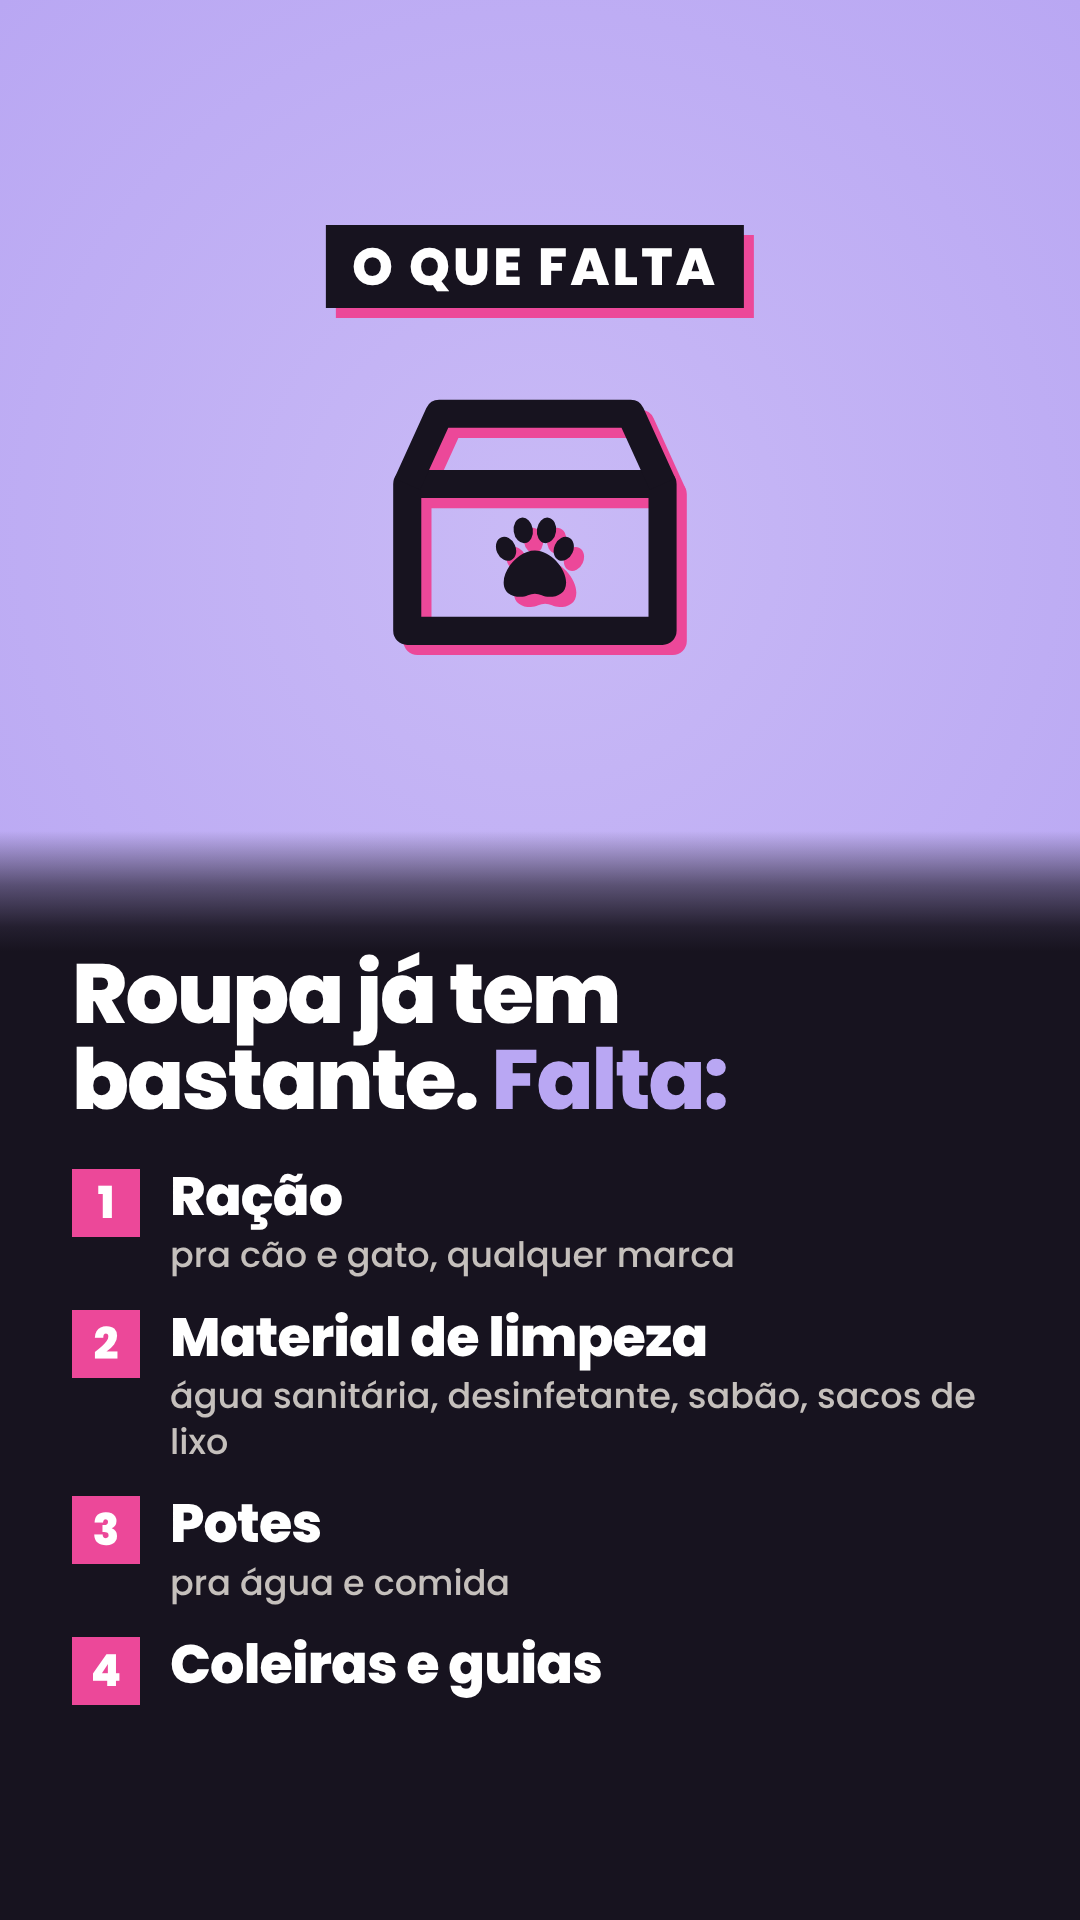 O QUE FALTA
Roupa já tem
bastante. Falta:
1 Ração
pra cão e gato, qualquer marca
2 Material de limpeza
água sanitária, desinfetante, sabão, sacos de
lixo
3 Potes
pra água e comida
4 Coleiras e guias